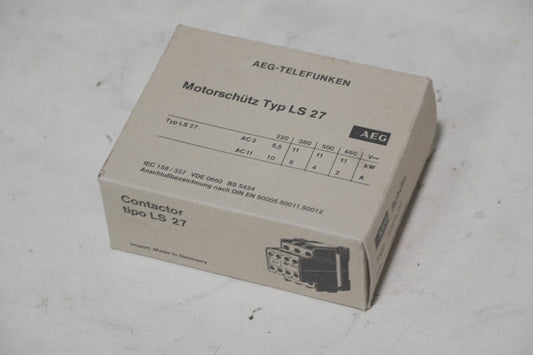 AEG-TELEFUNKEN
Motorschütz Typ LS 27
AEG
220 380 500 660 V~
Typ LS 27 AC 3 5,5 11 11 11 kW
AC 11 10 6 4 2 A
IEC 158/337 VDE 0660 BS 5424
Anschlußbezeichnung nach DIN EN 50005.50011.50012
Contactor
tipo LS 27
Import Made in Germany
AEG